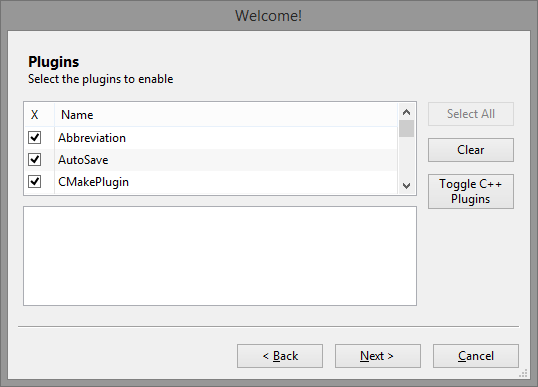 Welcome!
Plugins
Select the plugins to enable
X Name
Abbreviation
AutoSave
CMakePlugin
Select All
Clear
Toggle C++
Plugins
< Back
Next >
Cancel